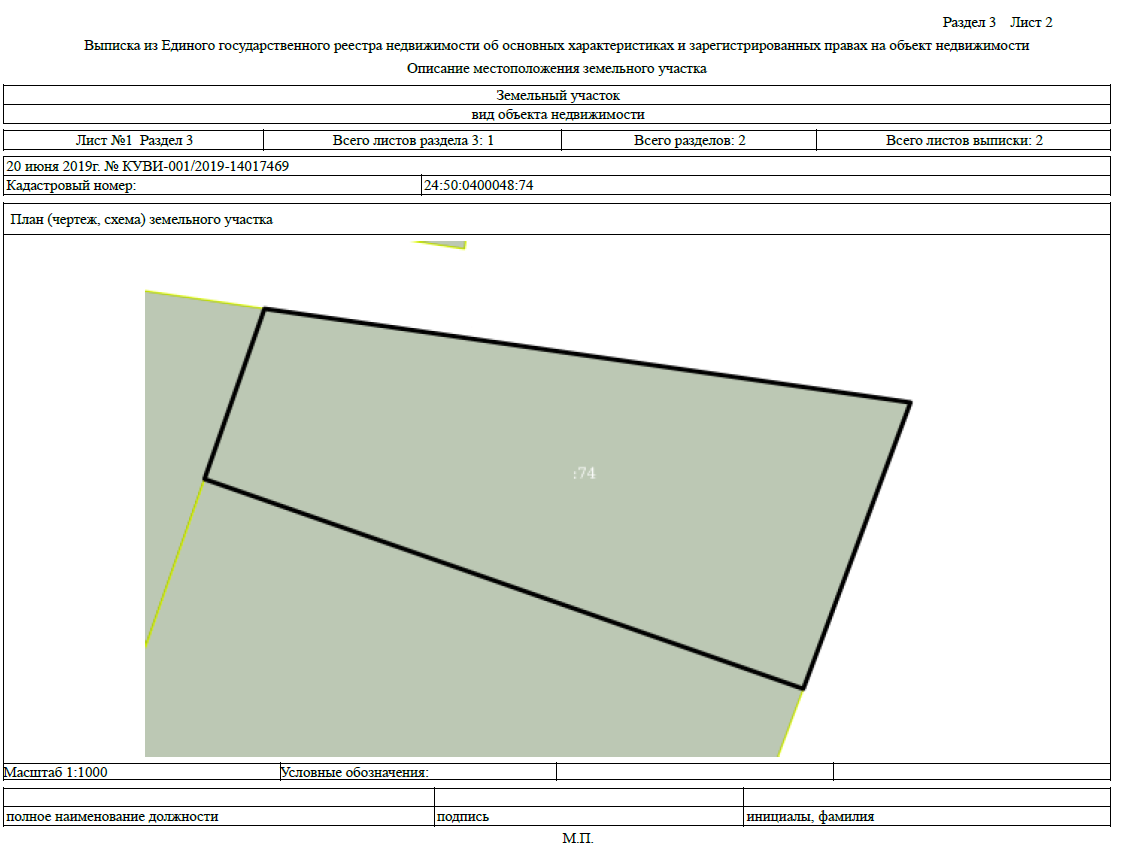 Раздел 3 Лист 2
Выписка из Единого государственного реестра недвижимости об основных характеристиках и зарегистрированных правах на объект недвижимости
Описание местоположения земельного участка
Земельный участок
вид объекта недвижимости
Лист №1 Раздел 3 Всего листов раздела 3: 1 Всего разделов: 2 Всего листов выписки: 2
20 июня 2019г. № КУВИ-001/2019-14017469
Кадастровый номер: 24:50:0400048:74
План (чертеж, схема) земельного участка
:74
Масштаб 1:1000 Условные обозначения:
полное наименование должности подпись инициалы, фамилия
М.П.